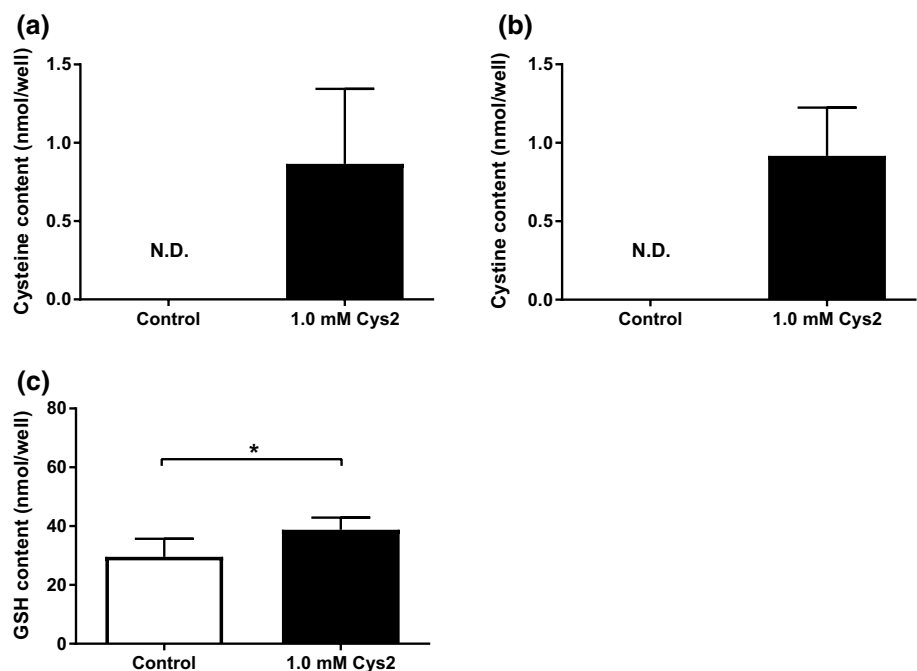 (a)
Cysteine content (nmol/well)
1.5
1.0
0.5
0.0
N.D.
Control
1.0 mM Cys2
(b)
Cystine content (nmol/well)
1.5
1.0
0.5
0.0
N.D.
Control
1.0 mM Cys2
(c)
GSH content (nmol/well)
80
60
40
20
0
*
Control
1.0 mM Cys2